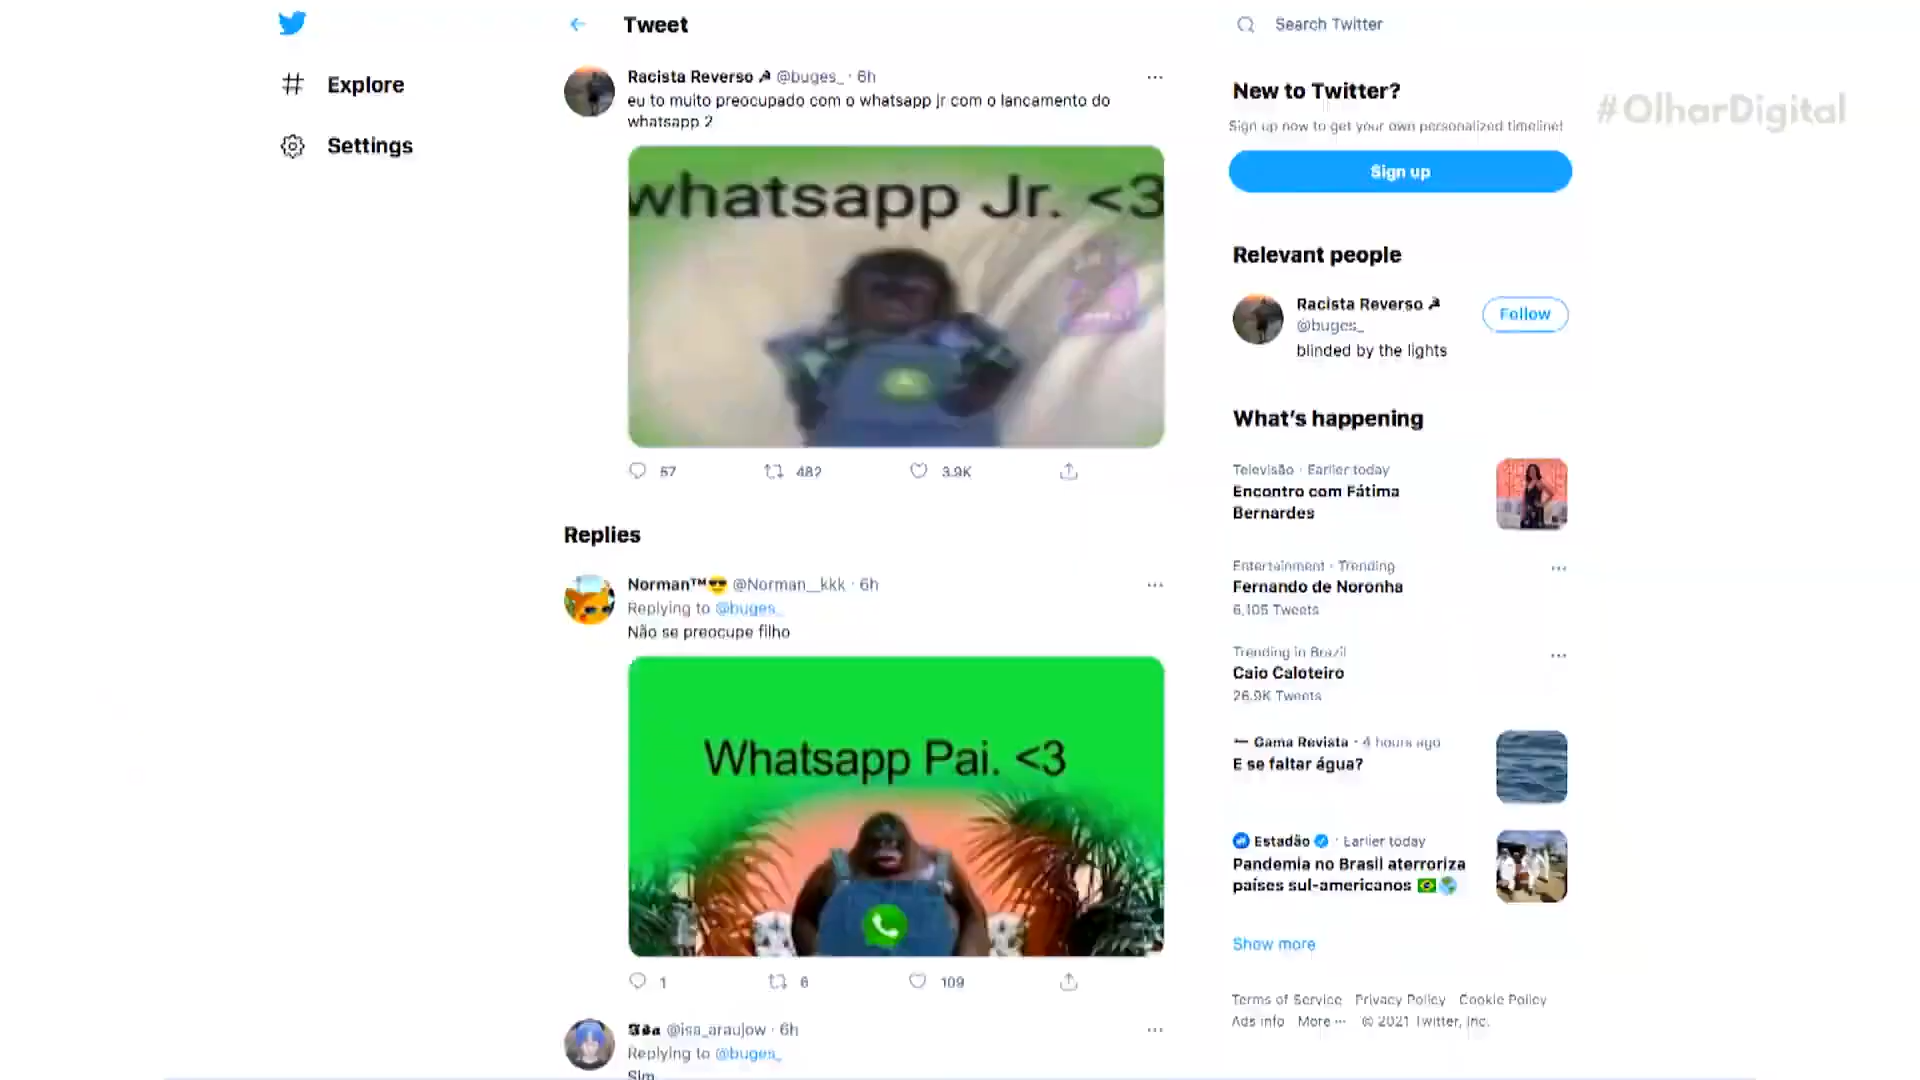 Tweet
Racista Reverso @buges_ · 6h
eu to muito preocupado com o whatsapp jr com o lancamento do
whatsapp 2
whatsapp Jr. <3
57
482
3.9K
Replies
Norman™ @Norman__kkk · 6h
Replying to @buges_
Não se preocupe filho
Whatsapp Pai. <3
1
6
109
𝕴𝖘𝖆 @isa_araujow · 6h
Replying to @buges_
Sim
Explore
Settings
Search Twitter
New to Twitter?
Sign up now to get your own personalized timeline!
Sign up
Relevant people
Racista Reverso
@buges_
Follow
blinded by the lights
What's happening
Televisão · Earlier today
Encontro com Fátima
Bernardes
Entertainment · Trending
Fernando de Noronha
6,105 Tweets
Trending in Brazil
Caio Caloteiro
26.9K Tweets
Gama Revista · 4 hours ago
E se faltar água?
Estadão · Earlier today
Pandemia no Brasil aterroriza
países sul-americanos
Show more
Terms of Service Privacy Policy Cookie Policy
Ads info More ··· © 2021 Twitter, Inc.
#OlharDigital